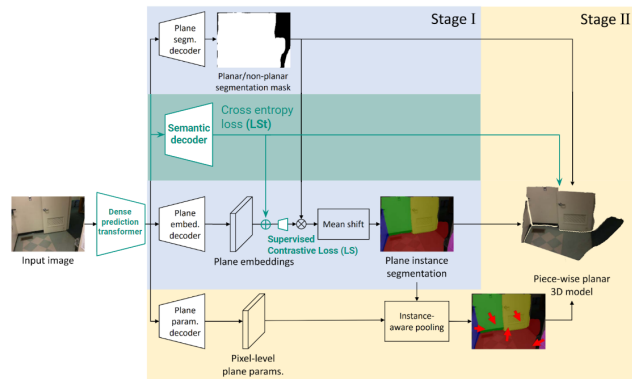 Stage I
Stage II
Plane
segm.
decoder
Planar/non-planar
segmentation mask
Cross entropy
loss (LSt)
Semantic
decoder
Dense
prediction
transformer
Input image
Plane
embed.
decoder
Plane embeddings
Supervised
Contrastive Loss (LS)
Mean shift
Plane instance
segmentation
Piece-wise planar
3D model
Plane
param.
decoder
Pixel-level
plane params.
Instance-
aware pooling